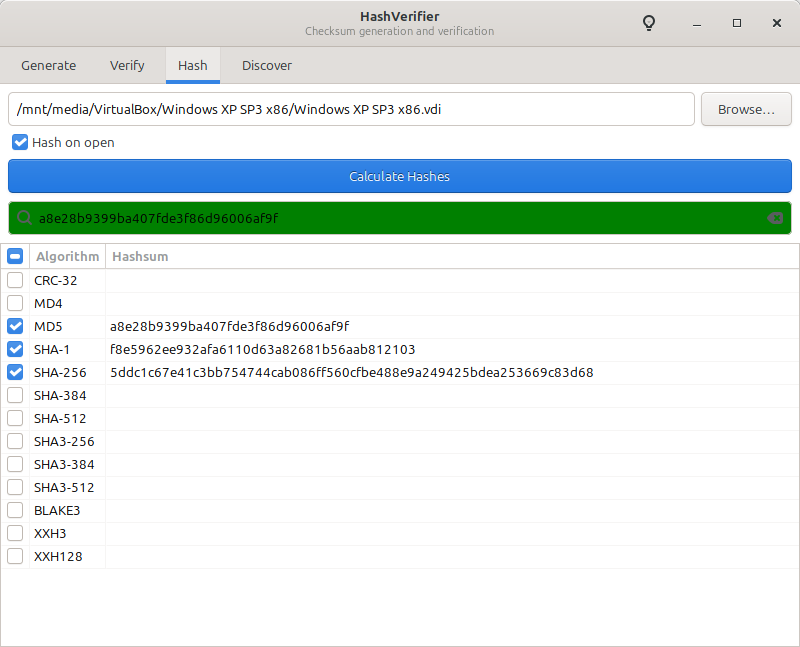 HashVerifier
Checksum generation and verification
Generate Verify Hash Discover
/mnt/media/VirtualBox/Windows XP SP3 x86/Windows XP SP3 x86.vdi Browse...
Hash on open
Calculate Hashes
a8e28b9399ba407fde3f86d96006af9f
Algorithm Hashsum
CRC-32
MD4
MD5 a8e28b9399ba407fde3f86d96006af9f
SHA-1 f8e5962ee932afa6110d63a82681b56aab812103
SHA-256 5ddc1c67e41c3bb754744cab086ff560cfbe488e9a249425bdea253669c83d68
SHA-384
SHA-512
SHA3-256
SHA3-384
SHA3-512
BLAKE3
XXH3
XXH128